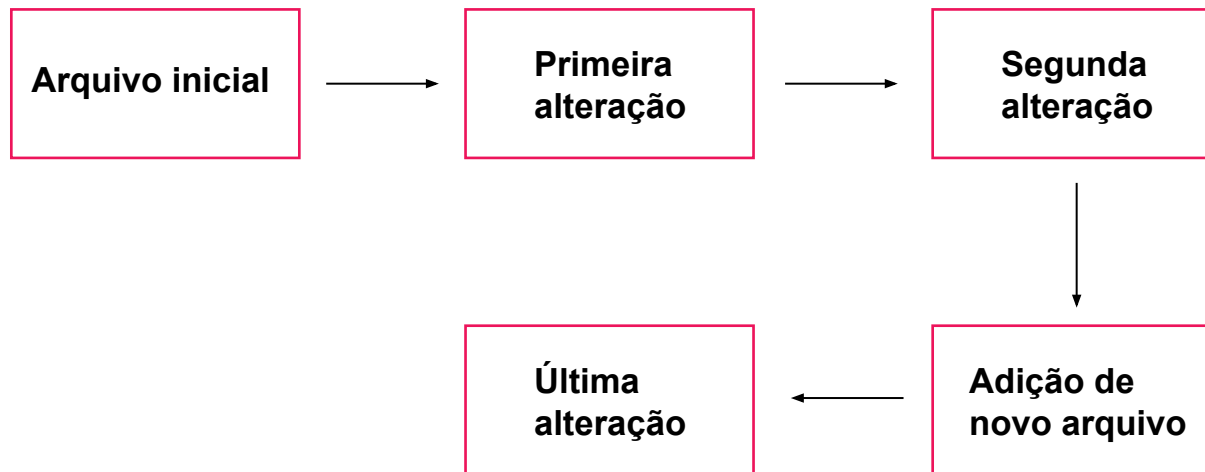 Arquivo inicial
Primeira
alteração
Segunda
alteração
Adição de
novo arquivo
Última
alteração